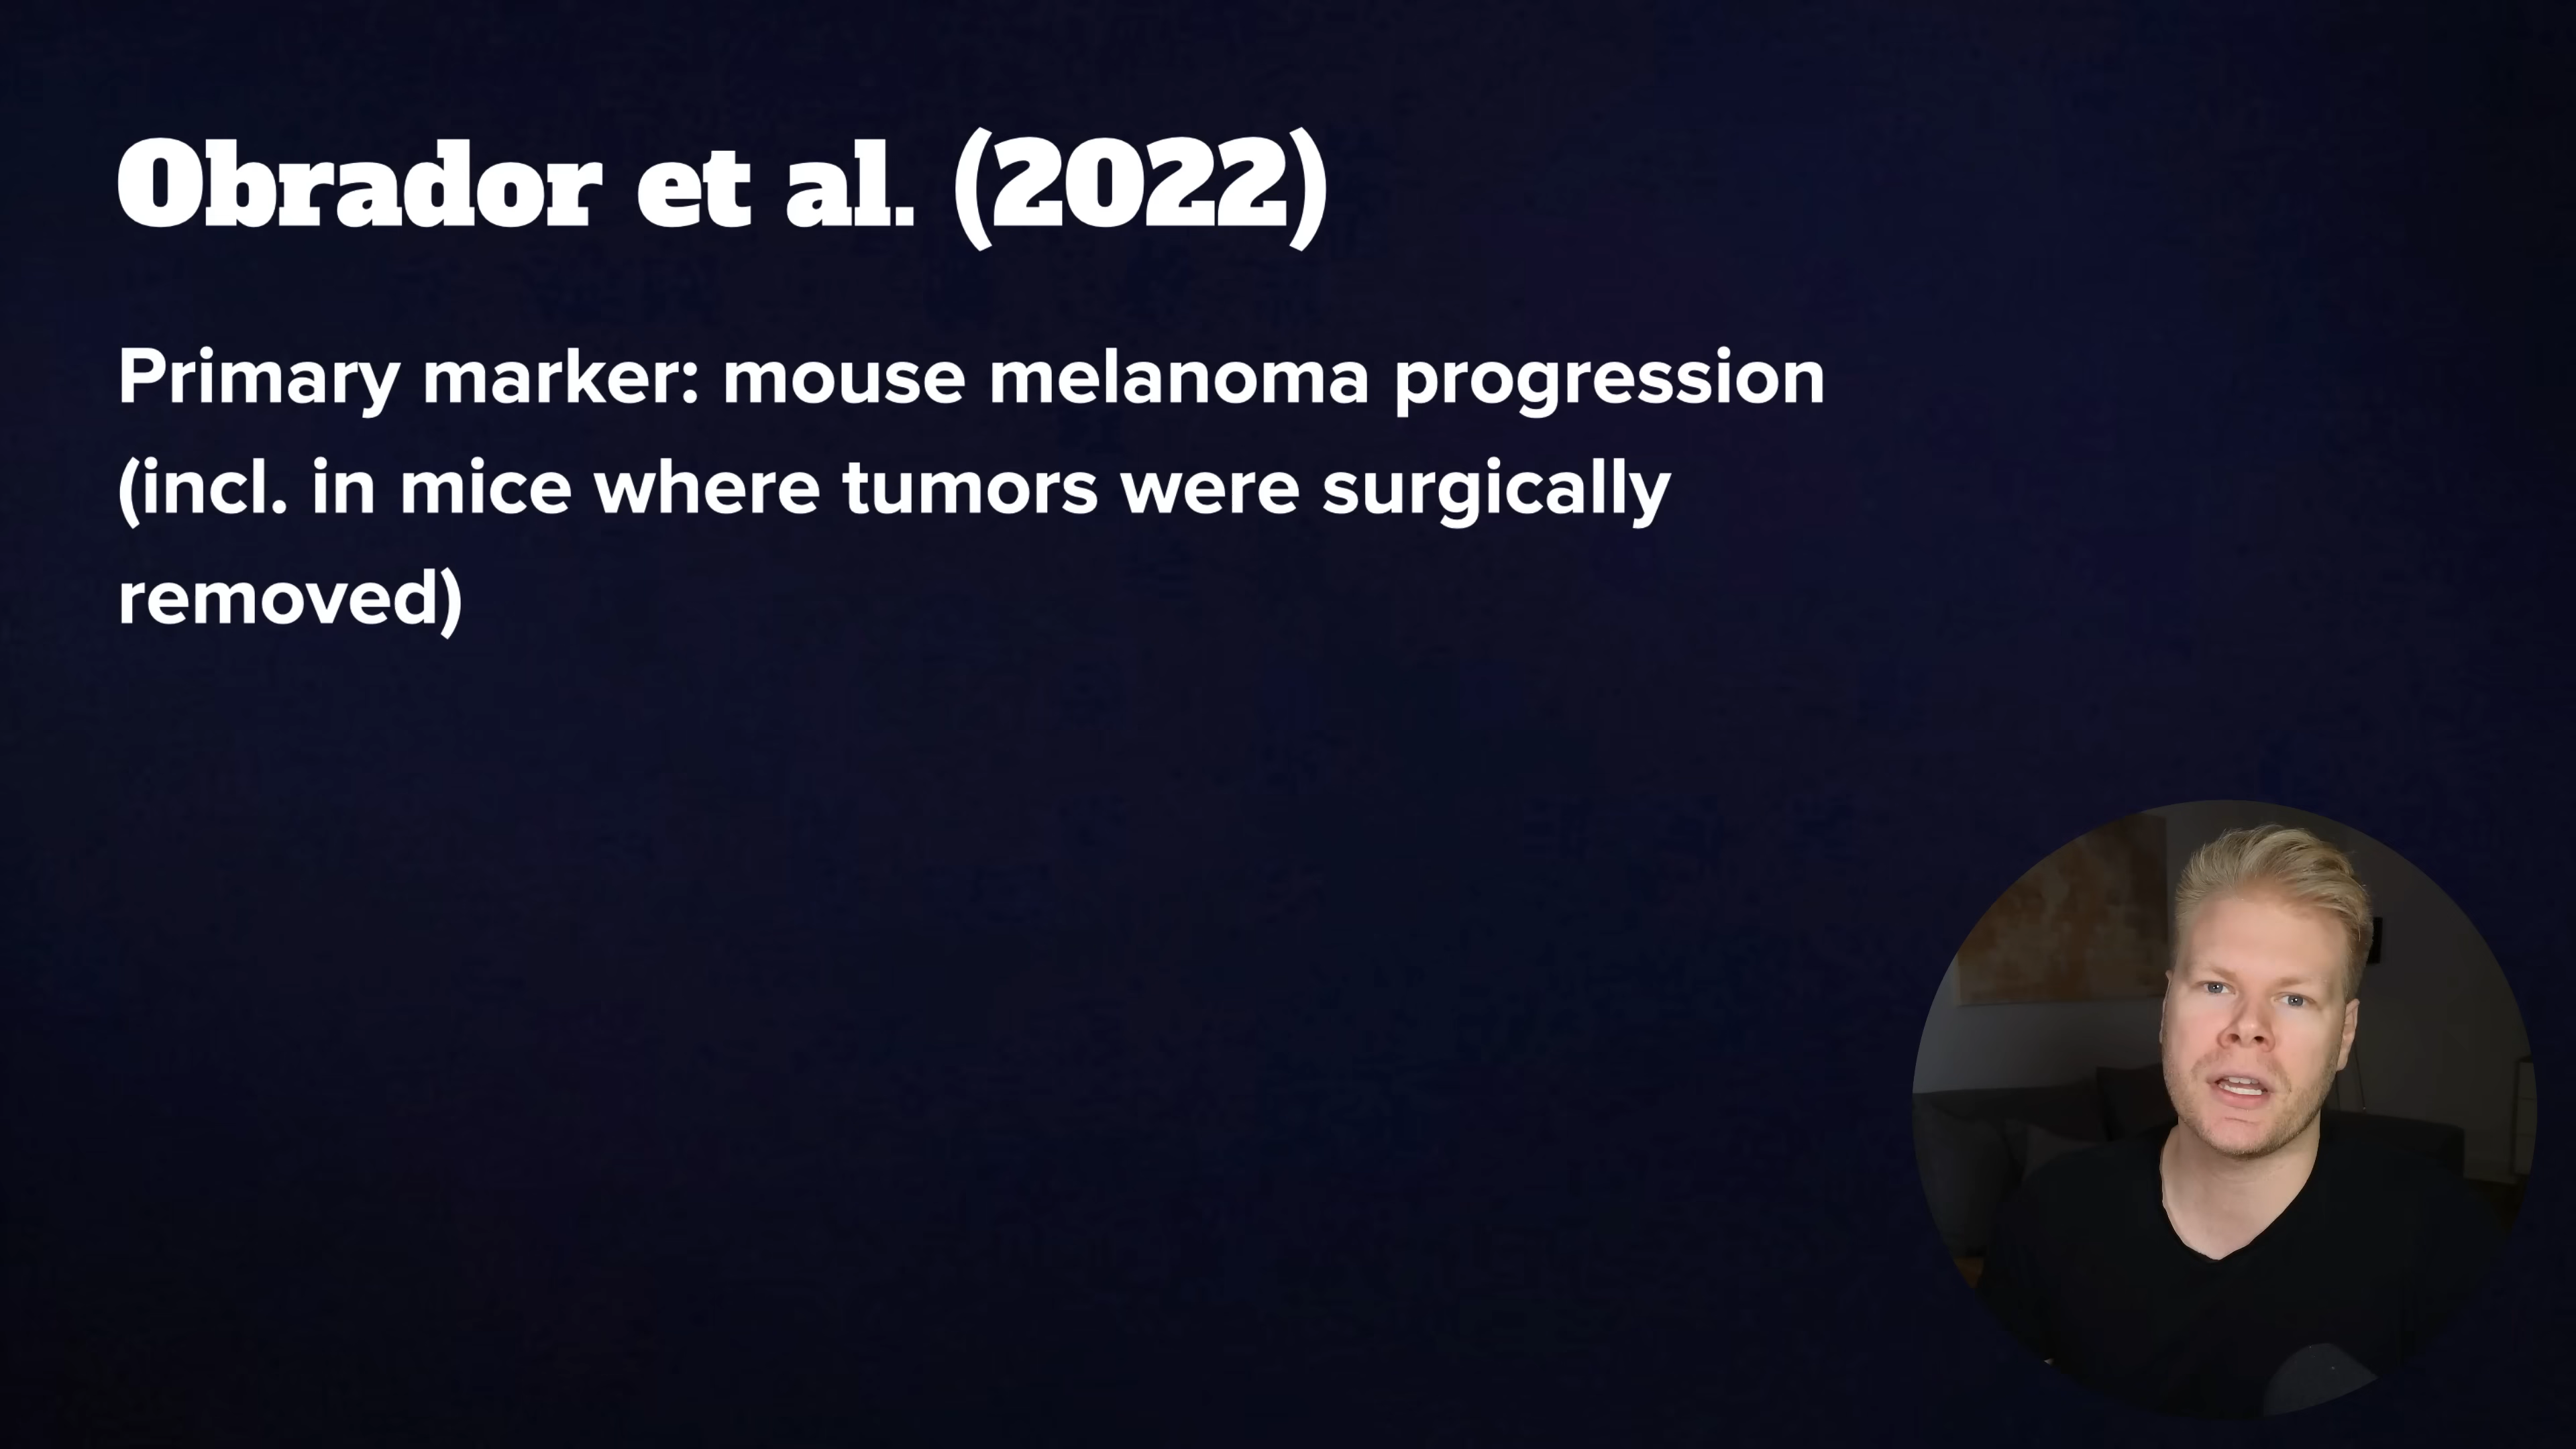 Obrador et al. (2022)
Primary marker: mouse melanoma progression
(incl. in mice where tumors were surgically
removed)